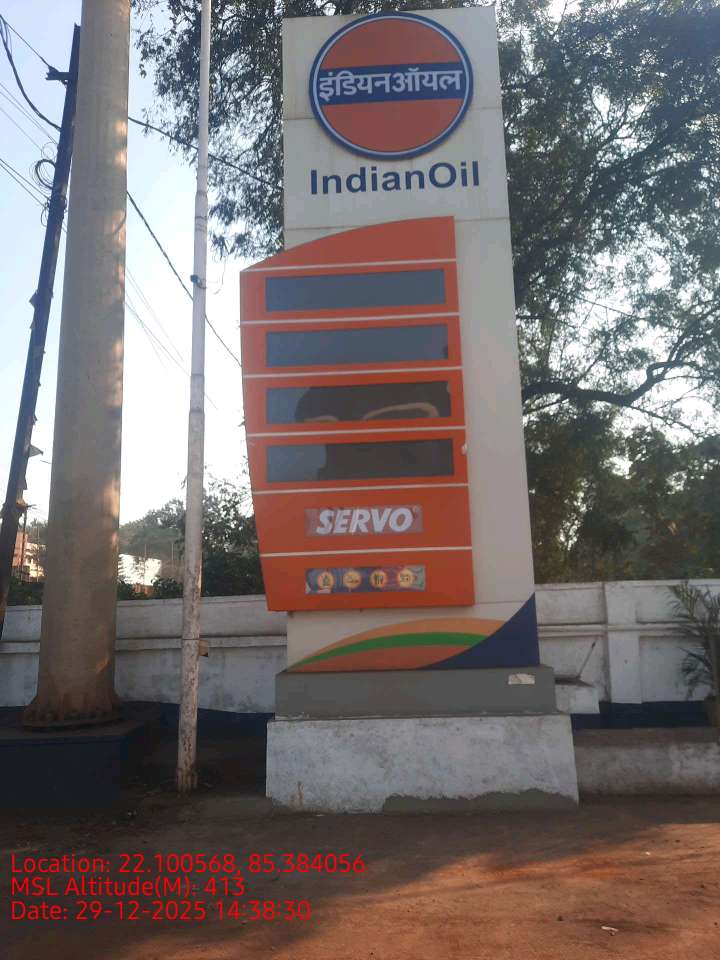 इंडियनऑयल
IndianOil
SERVO
Location: 22.100568, 85.384056
MSL Altitude(M): 413
Date: 29-12-2025 14:38:30